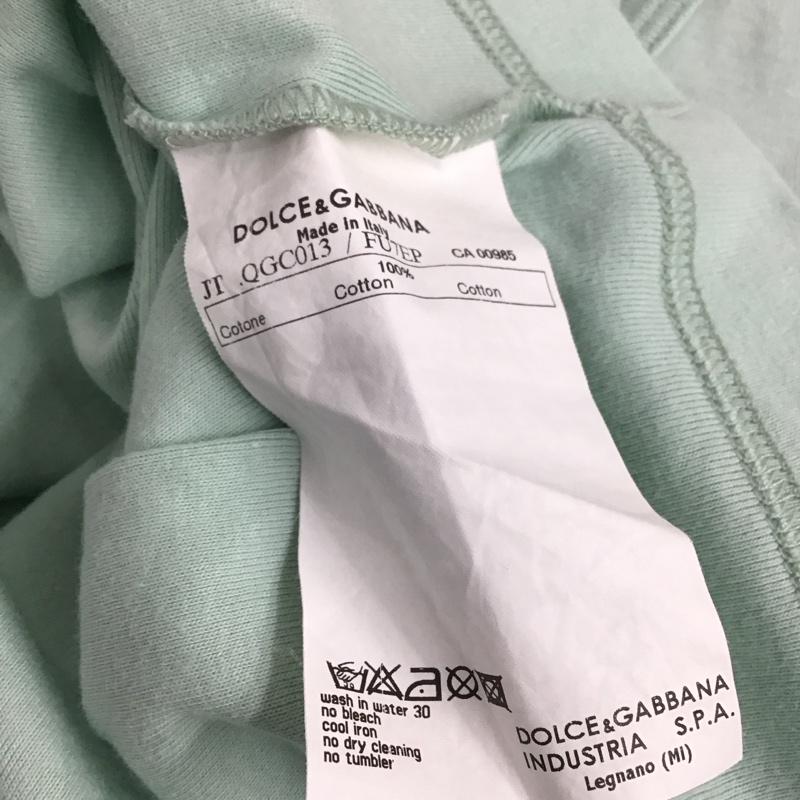 DOLCE&GABBANA
Made in Italy
JT .QGC013 / FU7EP CA 00985
100%
Cotone Cotton Cotton
wash in water 30
no bleach
cool iron
no dry cleaning
no tumbler
DOLCE&GABBANA
INDUSTRIA S.P.A.
Legnano (MI)